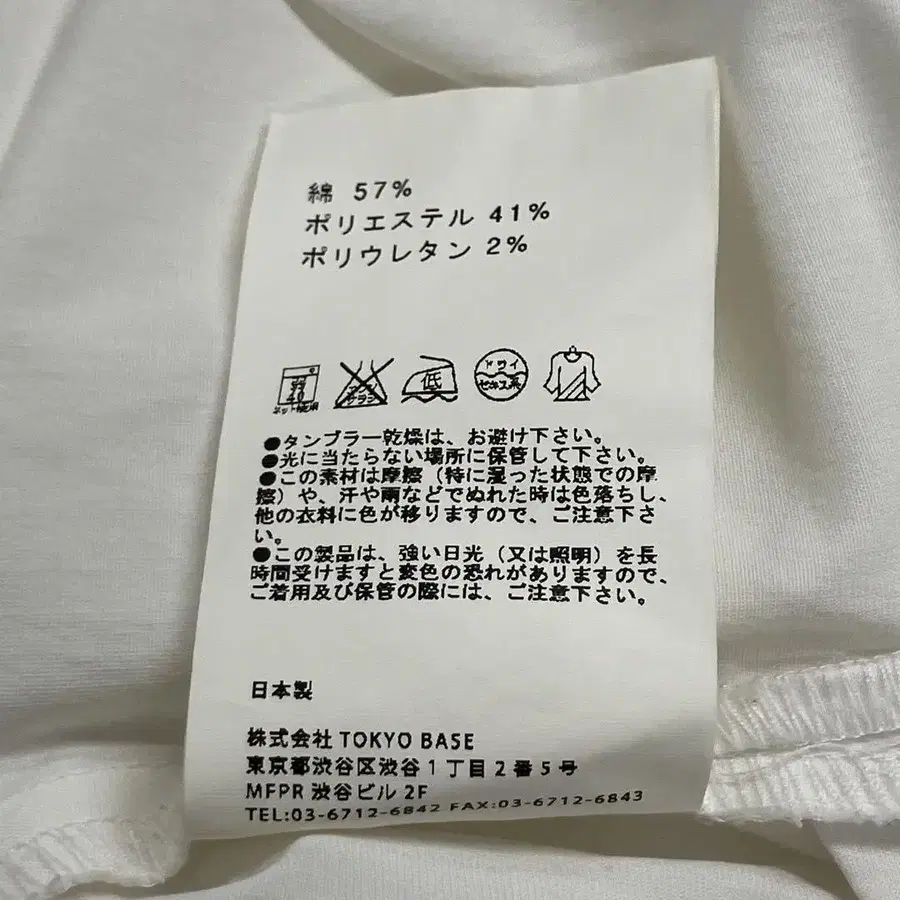 綿 57%
ポリエステル 41%
ポリウレタン 2%
40
ネット使用
エンソ
サラシ
低
ドライ
セキユ系
●タンブラー乾燥は、お避け下さい。
●光に当たらない場所に保管して下さい。
●この素材は摩擦（特に湿った状態での摩
擦）や、汗や雨などでぬれた時は色落ちし、
他の衣料に色が移りますので、ご注意下さ
い。
●この製品は、強い日光（又は照明）を長
時間受けますと変色の恐れがありますので、
ご着用及び保管の際には、ご注意下さい。
日本製
株式会社 TOKYO BASE
東京都渋谷区渋谷１丁目２番５号
MFPR 渋谷ビル 2F
TEL:03-6712-6842 FAX:03-6712-6843